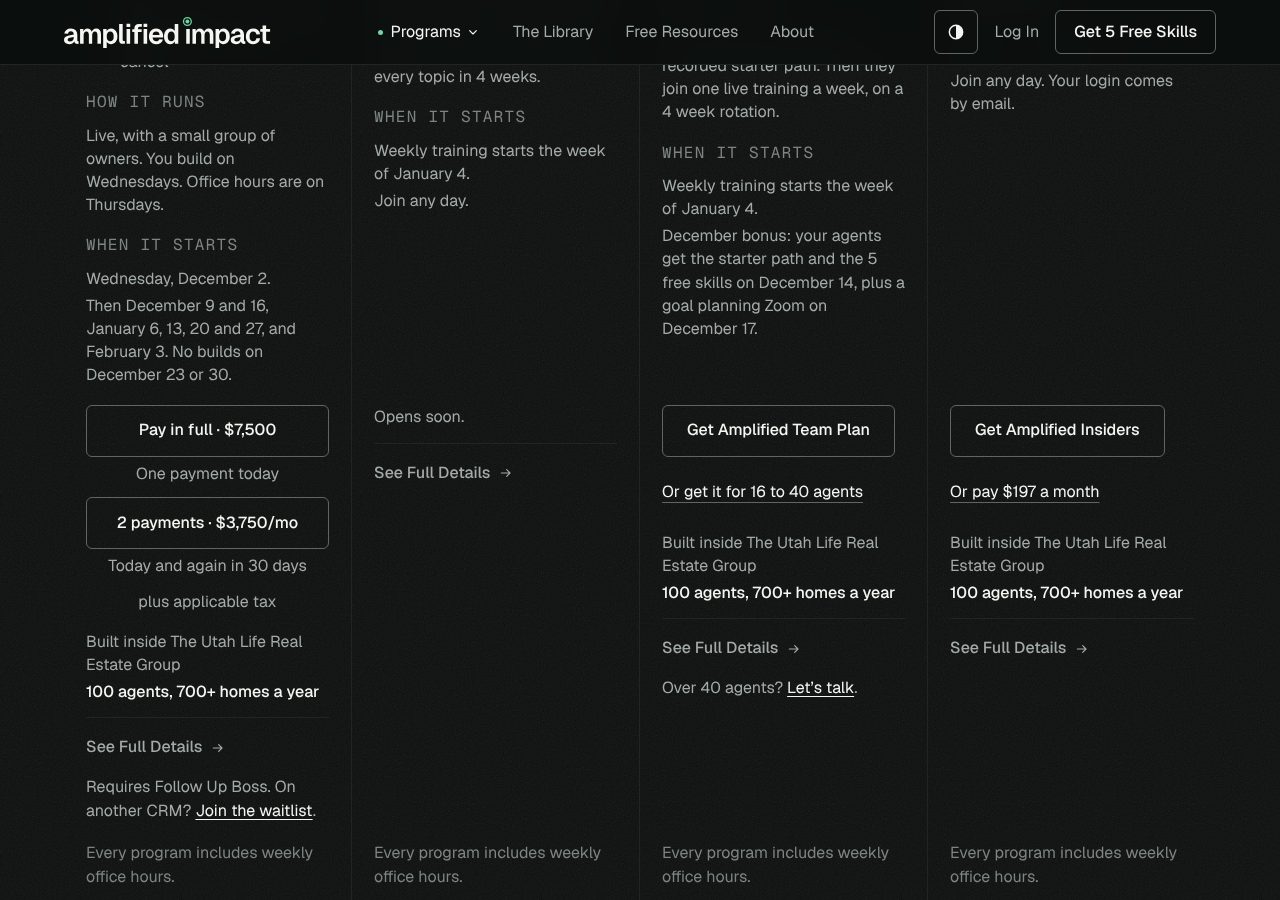 amplified impact
Programs
The Library
Free Resources
About
Log In
Get 5 Free Skills
cancel
HOW IT RUNS
Live, with a small group of
owners. You build on
Wednesdays. Office hours are on
Thursdays.
WHEN IT STARTS
Wednesday, December 2.
Then December 9 and 16,
January 6, 13, 20 and 27, and
February 3. No builds on
December 23 or 30.
Pay in full · $7,500
One payment today
2 payments · $3,750/mo
Today and again in 30 days
plus applicable tax
Built inside The Utah Life Real
Estate Group
100 agents, 700+ homes a year
See Full Details →
Requires Follow Up Boss. On
another CRM? Join the waitlist.
Every program includes weekly
office hours.
every topic in 4 weeks.
WHEN IT STARTS
Weekly training starts the week
of January 4.
Join any day.
Opens soon.
See Full Details →
Every program includes weekly
office hours.
recorded starter path. Then they
join one live training a week, on a
4 week rotation.
WHEN IT STARTS
Weekly training starts the week
of January 4.
December bonus: your agents
get the starter path and the 5
free skills on December 14, plus a
goal planning Zoom on
December 17.
Get Amplified Team Plan
Or get it for 16 to 40 agents
Built inside The Utah Life Real
Estate Group
100 agents, 700+ homes a year
See Full Details →
Over 40 agents? Let’s talk.
Every program includes weekly
office hours.
Join any day. Your login comes
by email.
Get Amplified Insiders
Or pay $197 a month
Built inside The Utah Life Real
Estate Group
100 agents, 700+ homes a year
See Full Details →
Every program includes weekly
office hours.